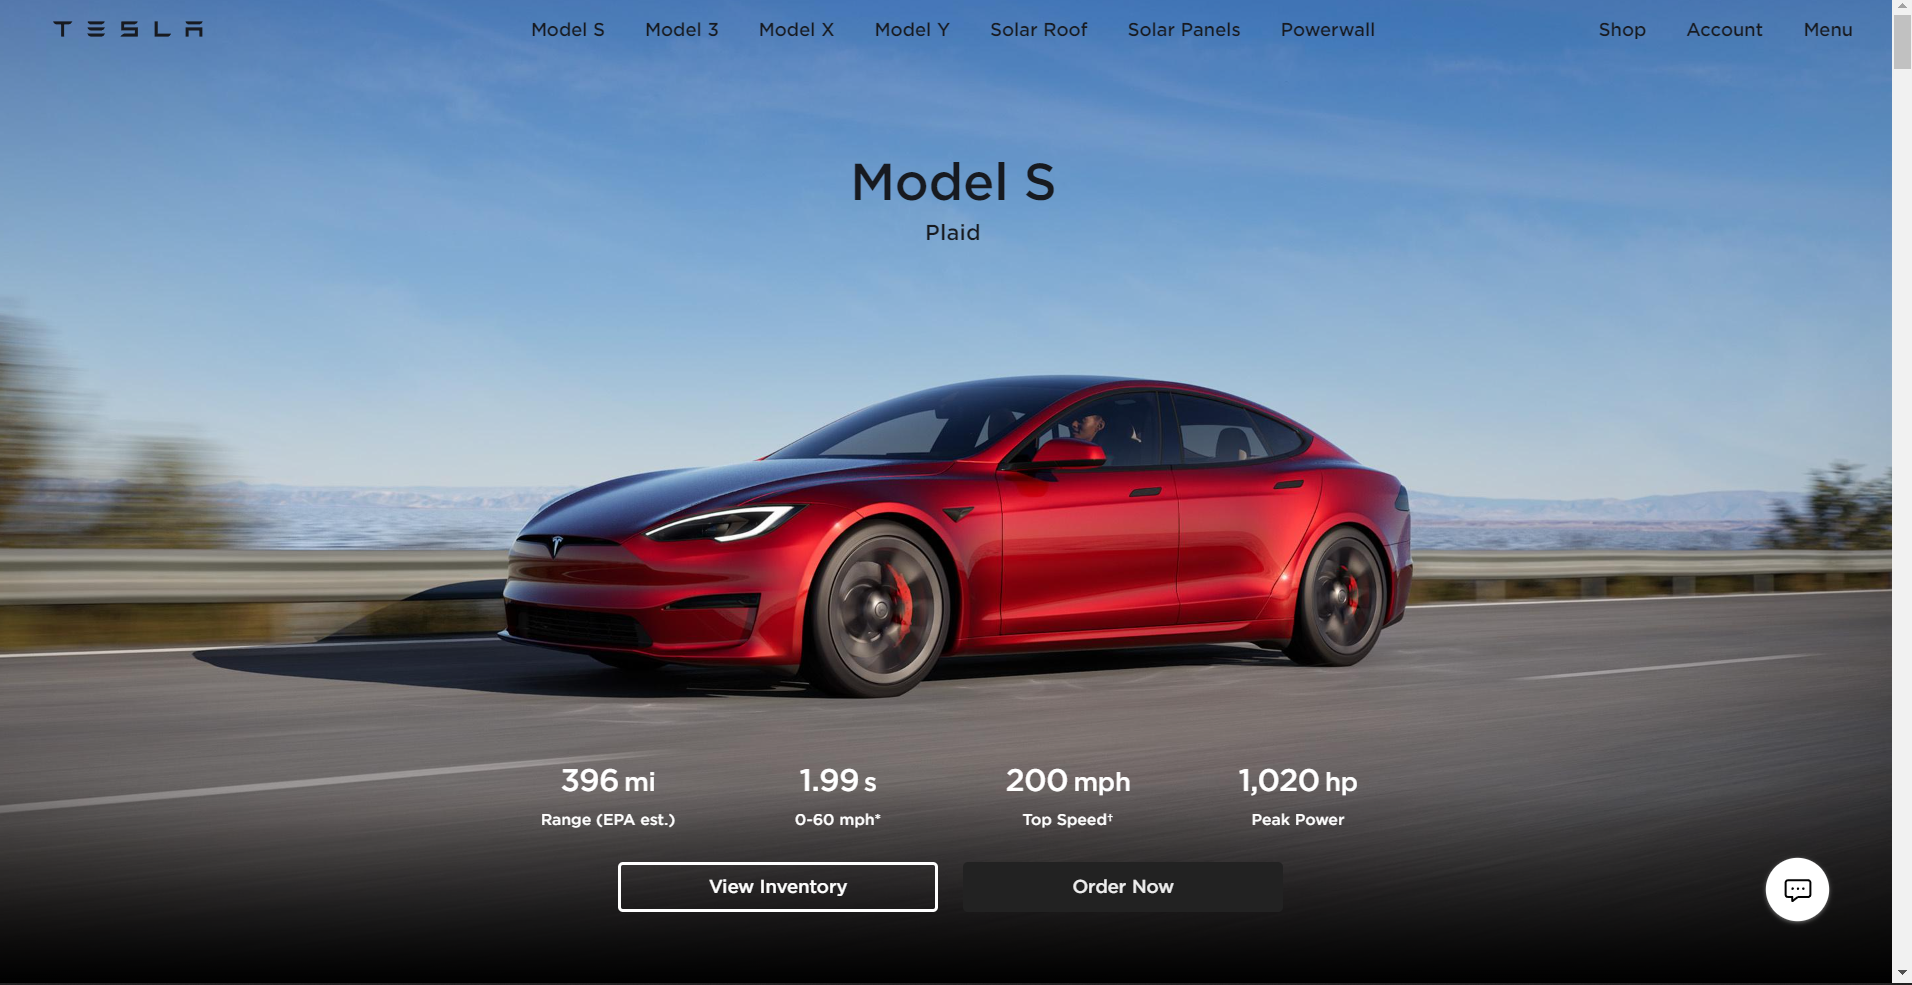 TESLA
Model S Model 3 Model X Model Y Solar Roof Solar Panels Powerwall
Shop Account Menu
Model S
Plaid
396 mi 1.99 s 200 mph 1,020 hp
Range (EPA est.) 0-60 mph* Top Speed† Peak Power
View Inventory Order Now